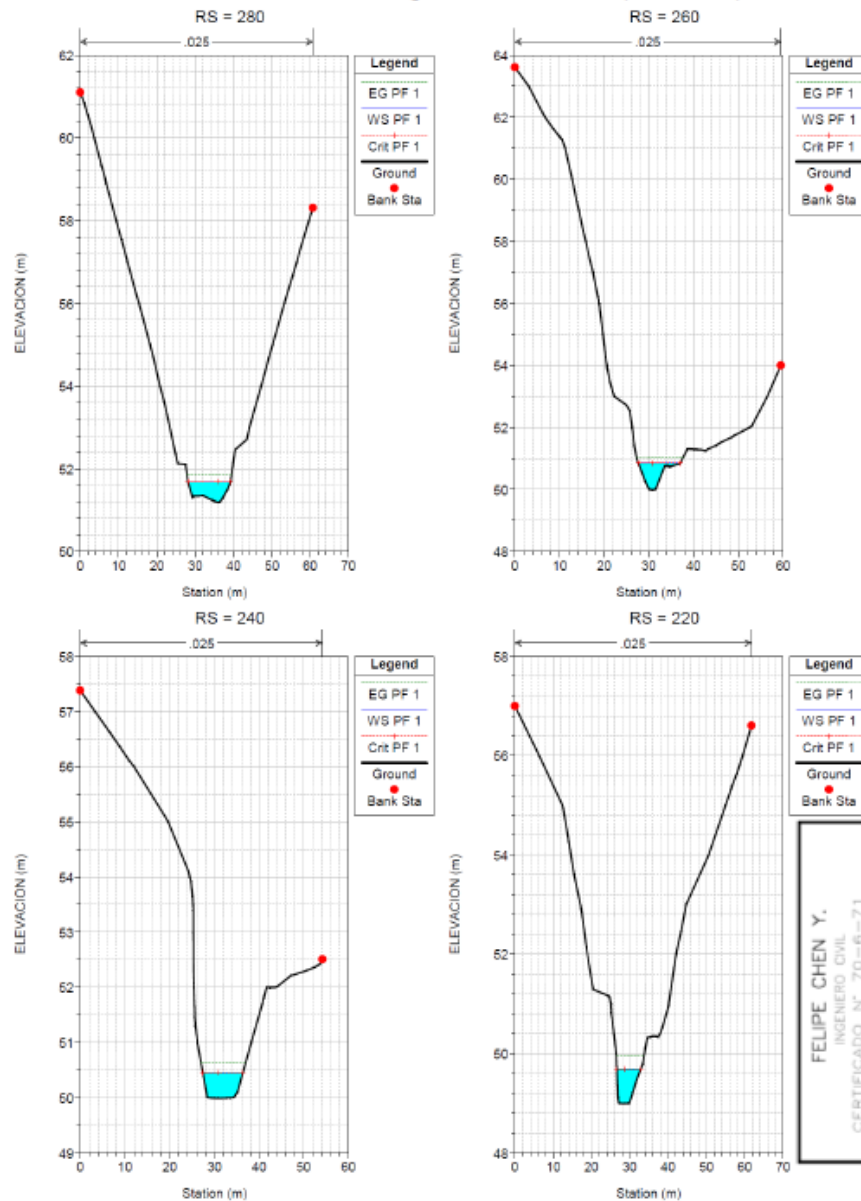 RS = 280
.025
ELEVACION (m)
62
60
58
56
54
52
50
0 10 20 30 40 50 60 70
Station (m)
Legend
EG PF 1
WS PF 1
Crit PF 1
Ground
Bank Sta
RS = 260
.025
ELEVACION (m)
64
62
60
58
56
54
52
50
48
0 10 20 30 40 50 60
Station (m)
Legend
EG PF 1
WS PF 1
Crit PF 1
Ground
Bank Sta
RS = 240
.025
ELEVACION (m)
58
57
56
55
54
53
52
51
50
49
0 10 20 30 40 50 60
Station (m)
Legend
EG PF 1
WS PF 1
Crit PF 1
Ground
Bank Sta
RS = 220
.025
ELEVACION (m)
58
56
54
52
50
48
0 10 20 30 40 50 60 70
Station (m)
Legend
EG PF 1
WS PF 1
Crit PF 1
Ground
Bank Sta
FELIPE CHEN Y.
INGENIERO CIVIL
CERTIFICADO N° 70-6-71